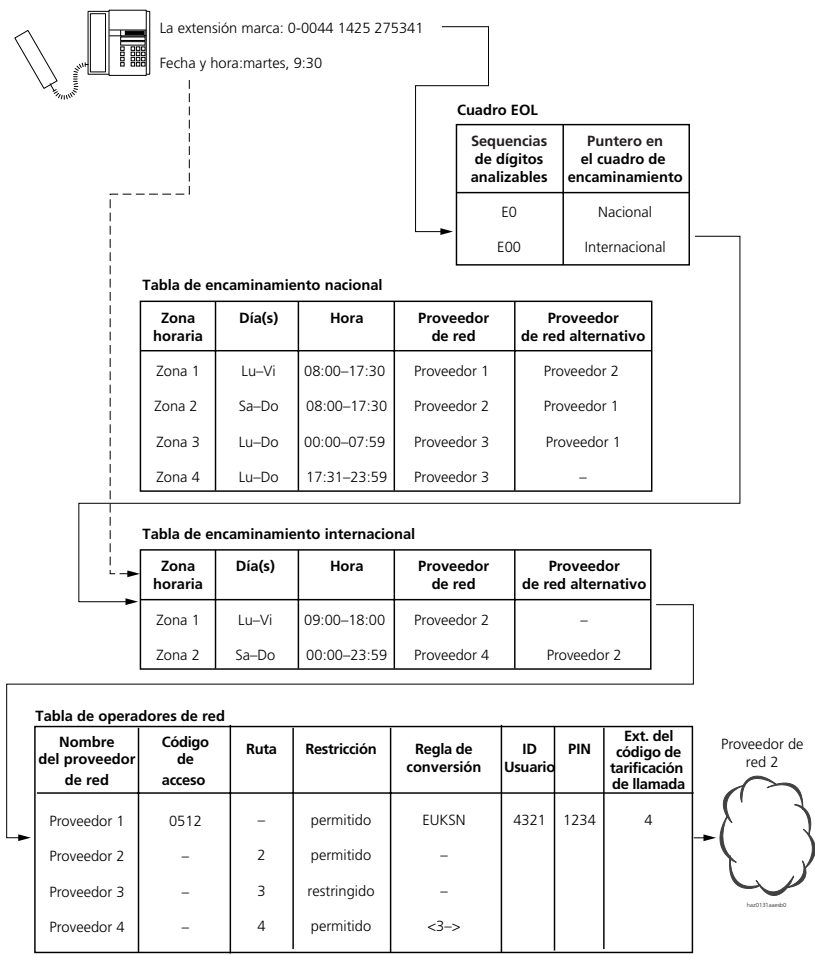 La extensión marca: 0-0044 1425 275341
Fecha y hora:martes, 9:30
Cuadro EOL
Sequencias de dígitos analizables | Puntero en el cuadro de encaminamiento
E0 | Nacional
E00 | Internacional
Tabla de encaminamiento nacional
Zona horaria | Día(s) | Hora | Proveedor de red | Proveedor de red alternativo
Zona 1 | Lu–Vi | 08:00–17:30 | Proveedor 1 | Proveedor 2
Zona 2 | Sa–Do | 08:00–17:30 | Proveedor 2 | Proveedor 1
Zona 3 | Lu–Do | 00:00–07:59 | Proveedor 3 | Proveedor 1
Zona 4 | Lu–Do | 17:31–23:59 | Proveedor 3 | –
Tabla de encaminamiento internacional
Zona horaria | Día(s) | Hora | Proveedor de red | Proveedor de red alternativo
Zona 1 | Lu–Vi | 09:00–18:00 | Proveedor 2 | –
Zona 2 | Sa–Do | 00:00–23:59 | Proveedor 4 | Proveedor 2
Tabla de operadores de red
Nombre del proveedor de red | Código de acceso | Ruta | Restricción | Regla de conversión | ID Usuario | PIN | Ext. del código de tarificación de llamada
Proveedor 1 | 0512 | – | permitido | EUKSN | 4321 | 1234 | 4
Proveedor 2 | – | 2 | permitido | –
Proveedor 3 | – | 3 | restringido | –
Proveedor 4 | – | 4 | permitido | <3–>
Proveedor de
red 2
haz0131aaesb0